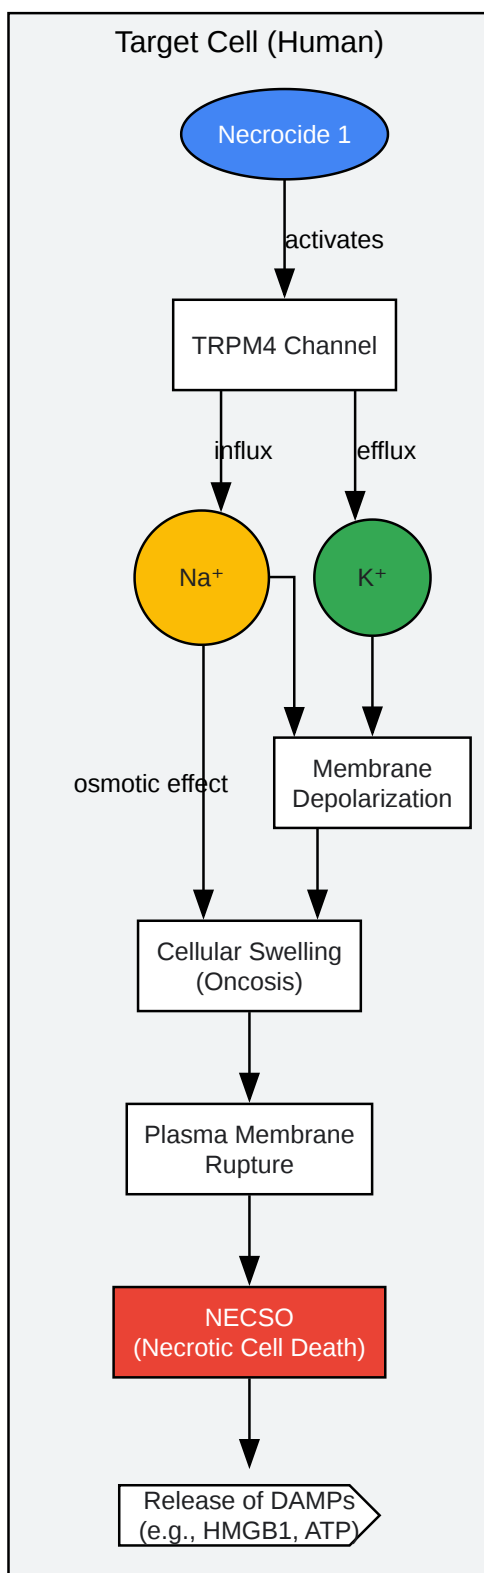 Target Cell (Human)
Necrocide 1
activates
TRPM4 Channel
influx
efflux
Na⁺
K⁺
Membrane
Depolarization
osmotic effect
Cellular Swelling
(Oncosis)
Plasma Membrane
Rupture
NECSO
(Necrotic Cell Death)
Release of DAMPs
(e.g., HMGB1, ATP)